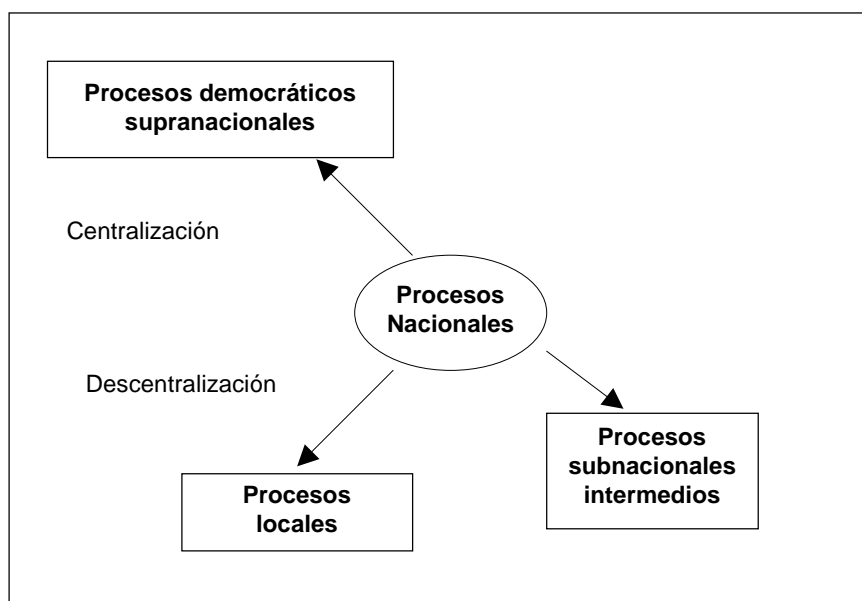 Procesos democráticos
supranacionales
Centralización
Procesos
Nacionales
Descentralización
Procesos
subnacionales
intermedios
Procesos
locales